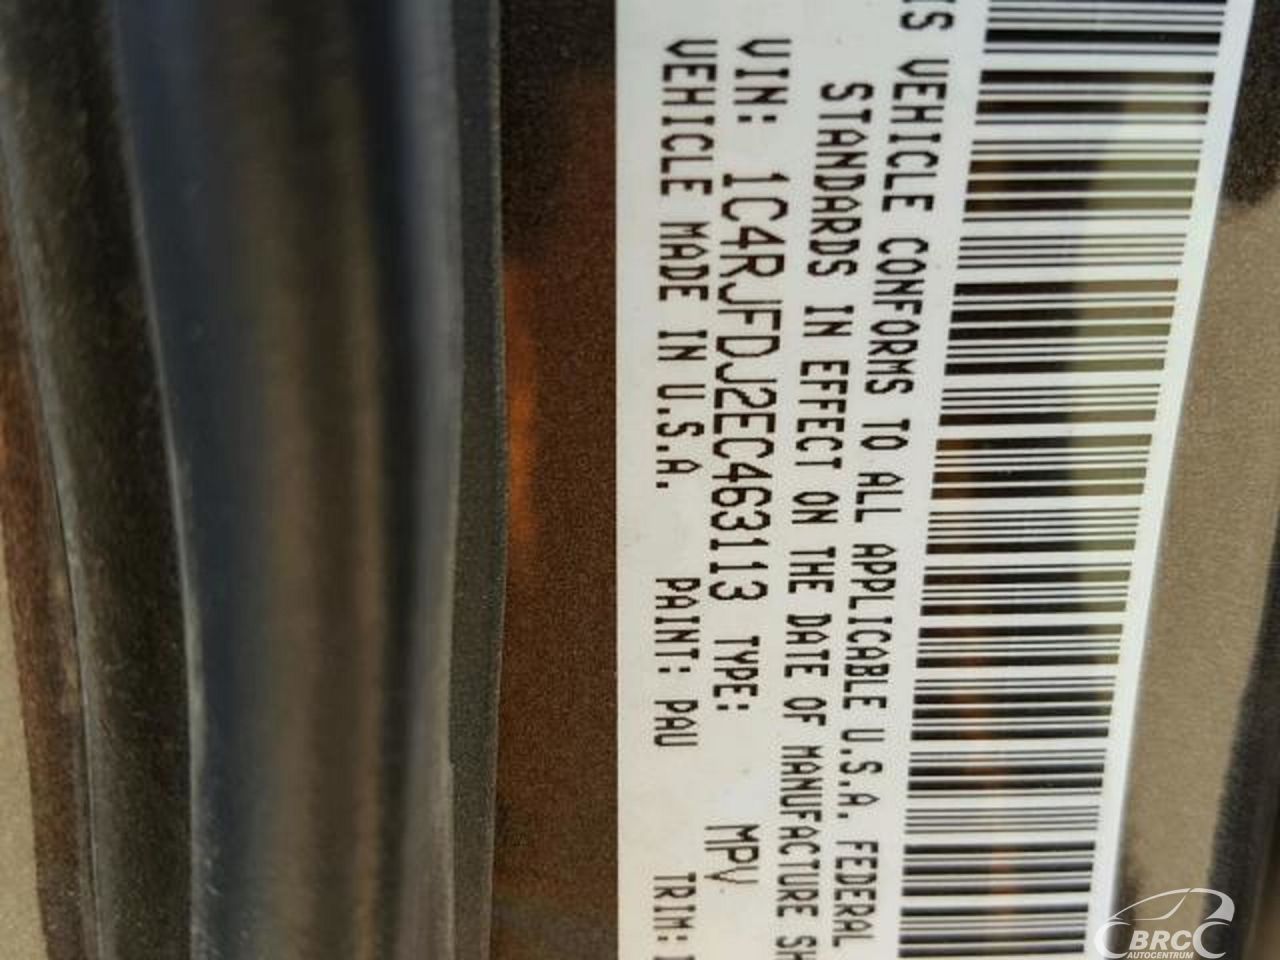 IS VEHICLE CONFORMS TO ALL APPLICABLE U.S.A. FEDERAL
STANDARDS IN EFFECT ON THE DATE OF MANUFACTURE SH
VIN: 1C4RJFDJ2EC463113 TYPE: MPV
VEHICLE MADE IN U.S.A. PAINT: PAU TRIM:
BRC
AUTOCENTRUM